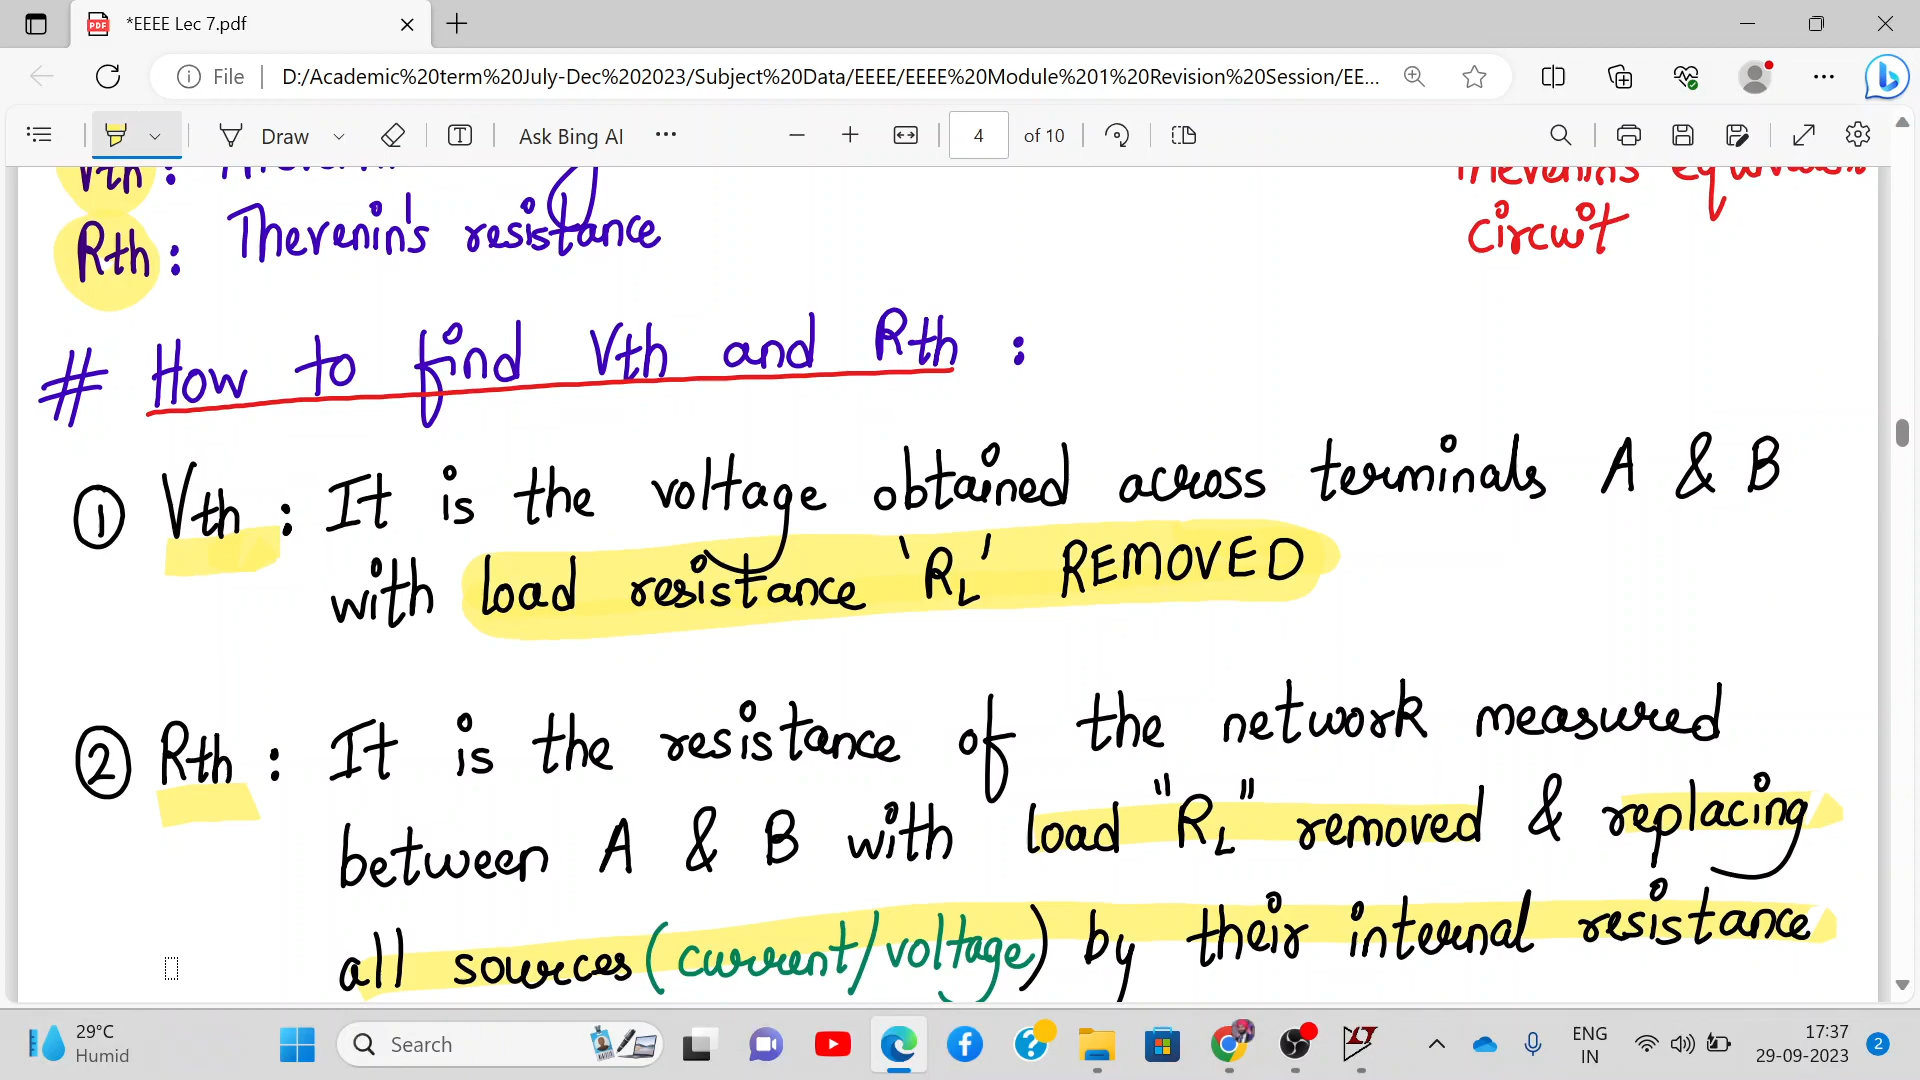 *EEEE Lec 7.pdf
File
D:/Academic%20term%20July-Dec%202023/Subject%20Data/EEEE/EEEE%20Module%201%20Revision%20Session/EE...
Draw
Ask Bing AI
4 of 10
Vth :
Thevenin's
Rth : Thevenin's resistance
circuit
# How to find Vth and Rth :
① Vth : It is the voltage obtained across terminals A & B
with load resistance 'RL' REMOVED
② Rth : It is the resistance of the network measured
between A & B with load "RL" removed & replacing
all sources (current/voltage) by their internal resistance
29°C
Humid
Search
ENG
IN
17:37
29-09-2023
2